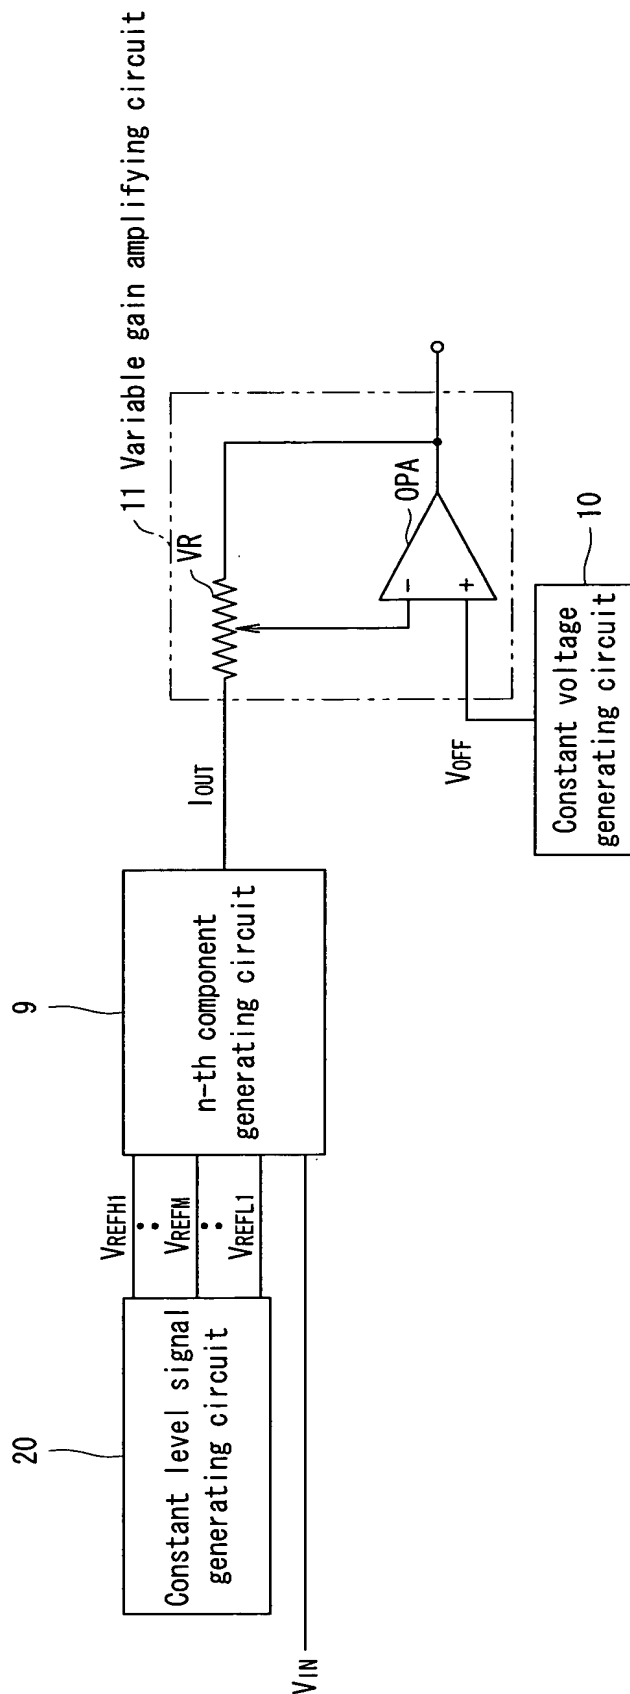 20
Constant level signal
generating circuit
VREFH1
VREFM
VREFL1
VIN
9
n-th component
generating circuit
IOUT
11 Variable gain amplifying circuit
VR
OPA
-
+
VOFF
10
Constant voltage
generating circuit